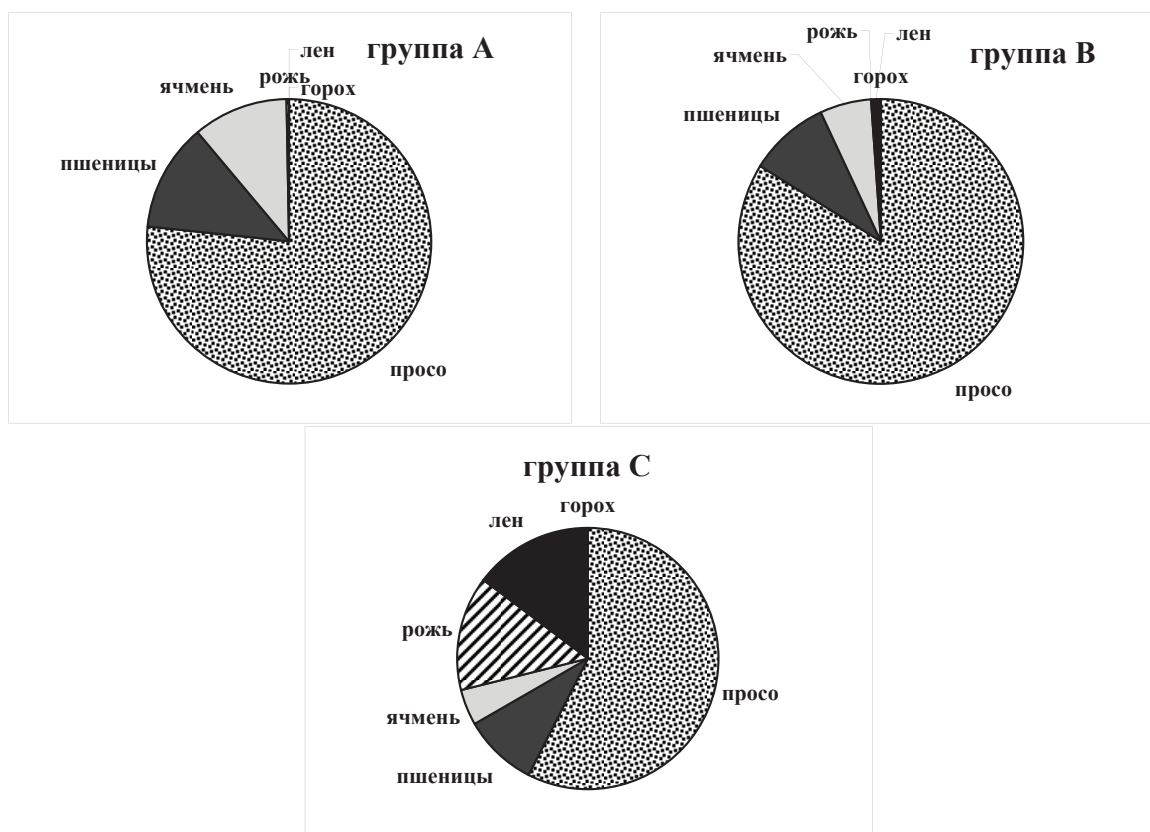 группа А
лен
рожь
горох
ячмень
пшеницы
просо
группа В
рожь
лен
ячмень
горох
пшеницы
просо
группа С
горох
лен
рожь
просо
ячмень
пшеницы